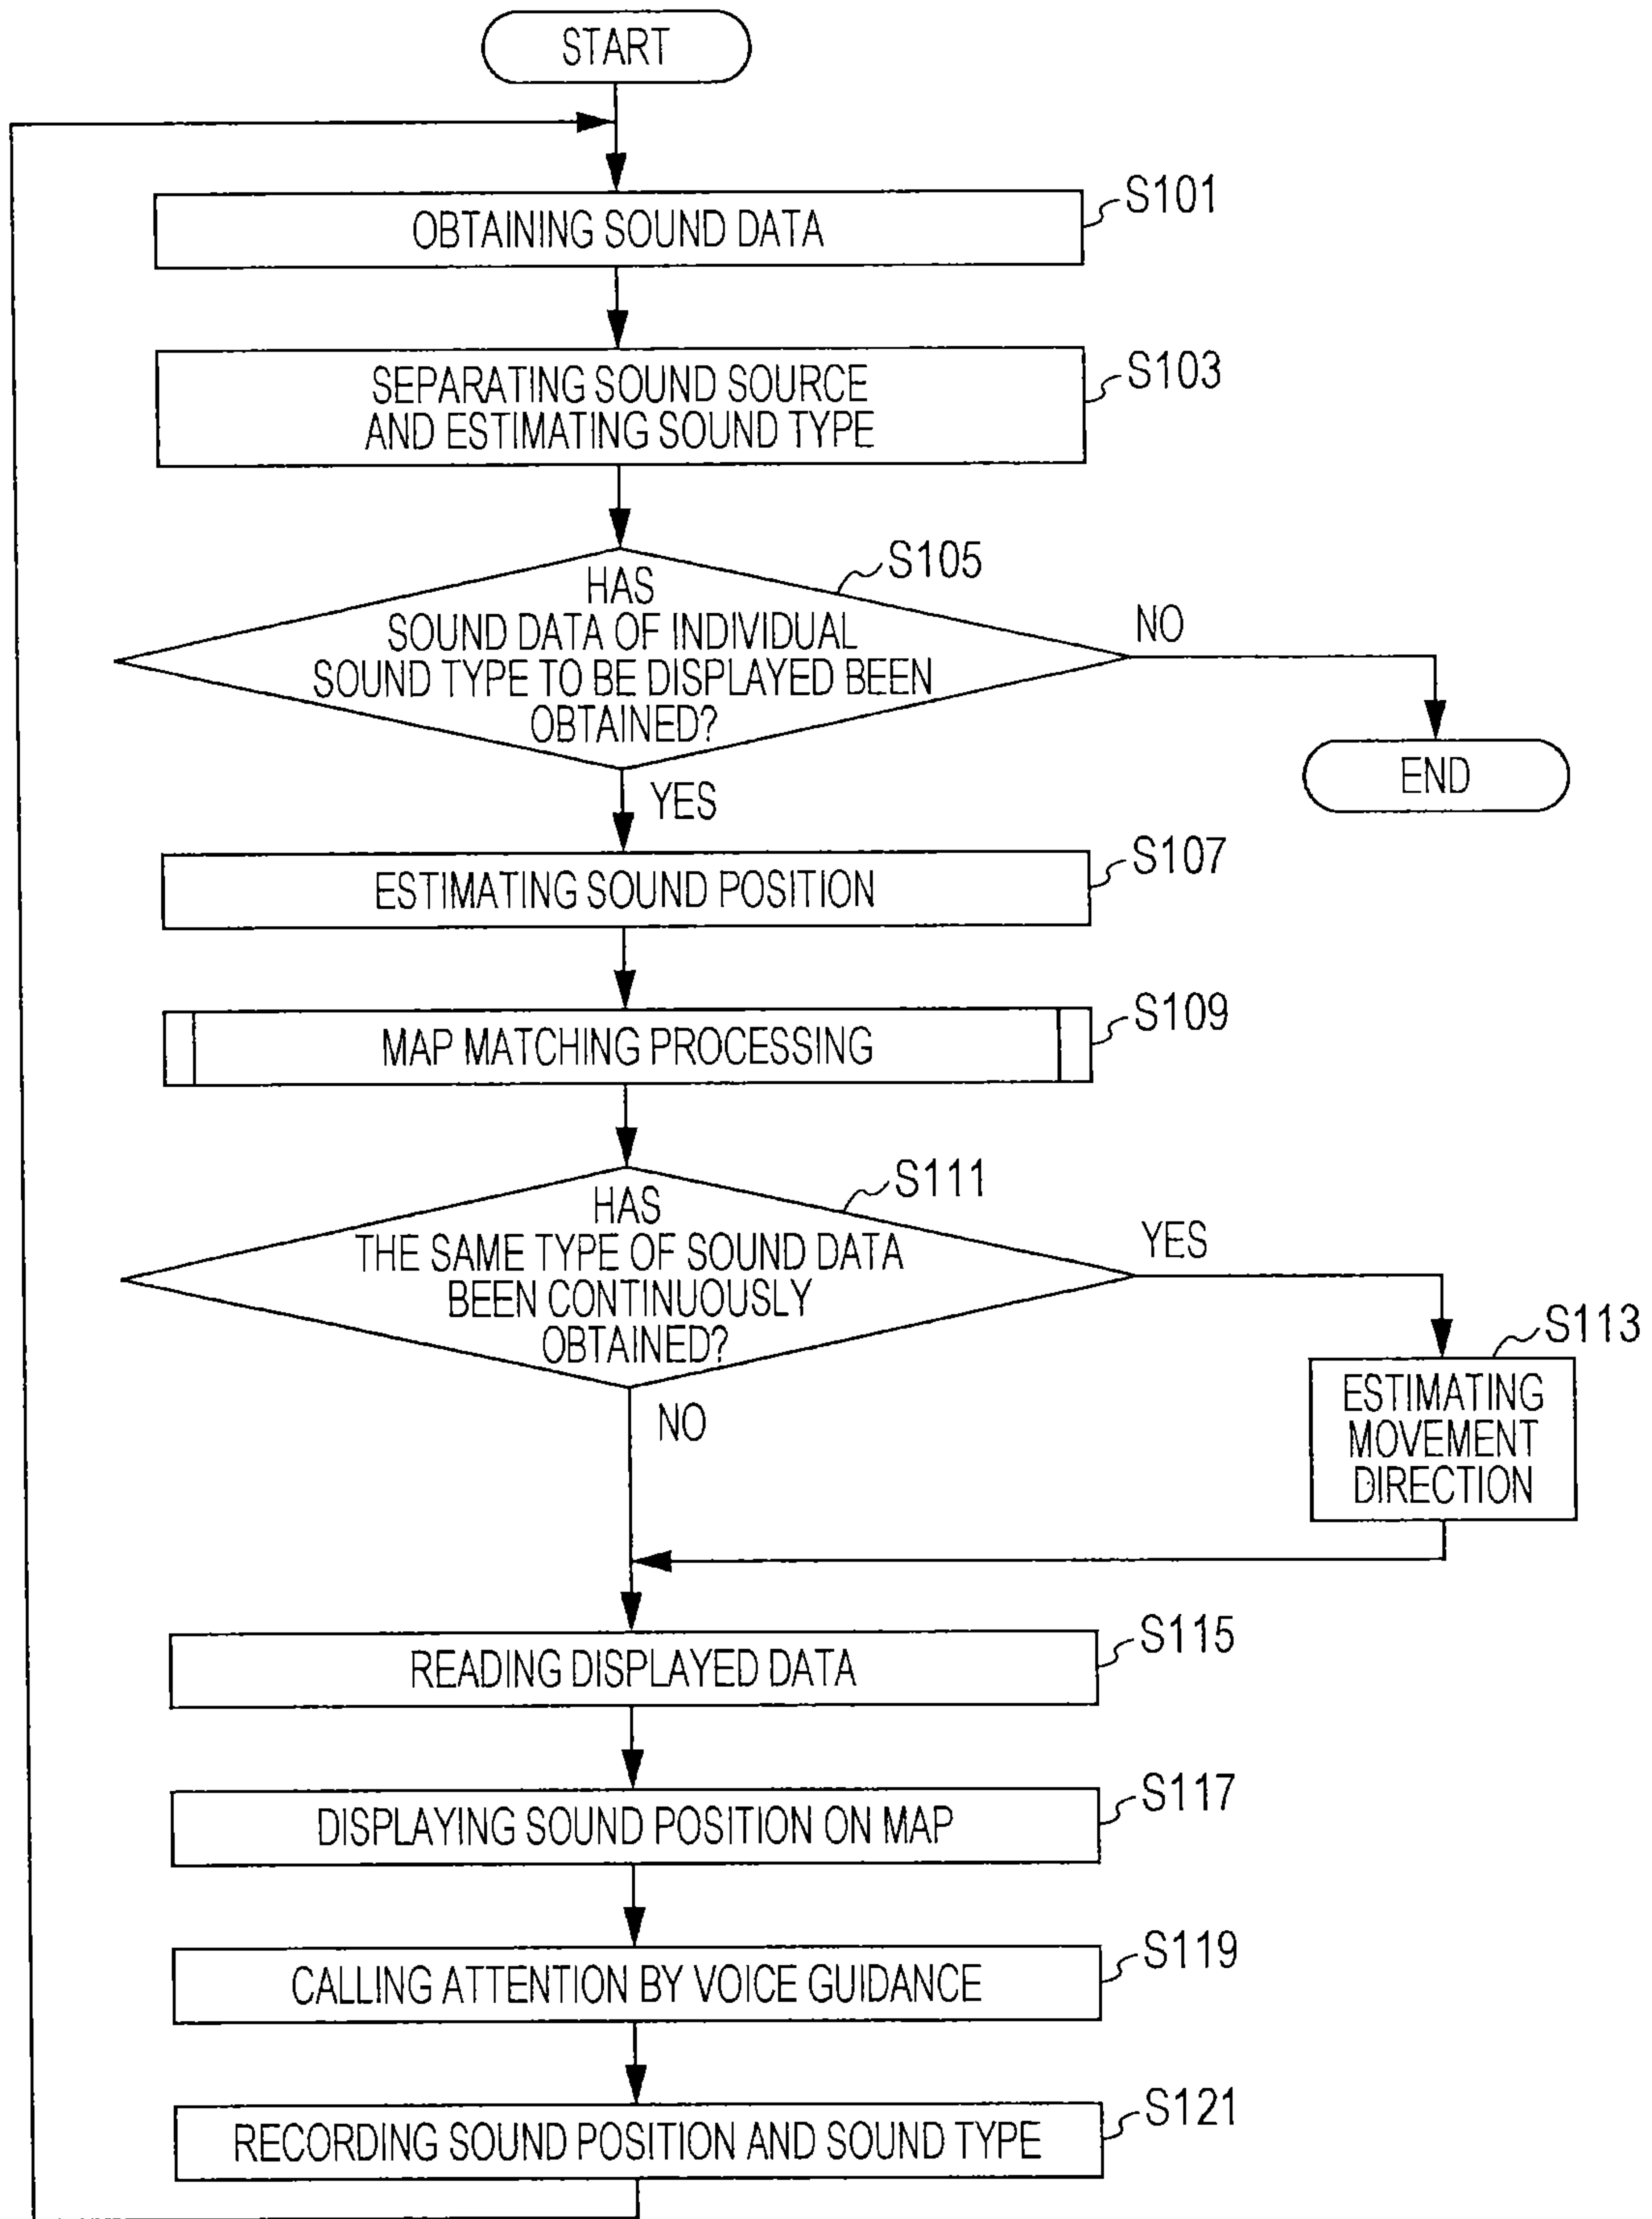 START
S101
OBTAINING SOUND DATA
S103
SEPARATING SOUND SOURCE
AND ESTIMATING SOUND TYPE
S105
HAS
SOUND DATA OF INDIVIDUAL
SOUND TYPE TO BE DISPLAYED BEEN
OBTAINED?
NO
END
YES
S107
ESTIMATING SOUND POSITION
S109
MAP MATCHING PROCESSING
S111
HAS
THE SAME TYPE OF SOUND DATA
BEEN CONTINUOUSLY
OBTAINED?
YES
S113
ESTIMATING
MOVEMENT
DIRECTION
NO
S115
READING DISPLAYED DATA
S117
DISPLAYING SOUND POSITION ON MAP
S119
CALLING ATTENTION BY VOICE GUIDANCE
S121
RECORDING SOUND POSITION AND SOUND TYPE